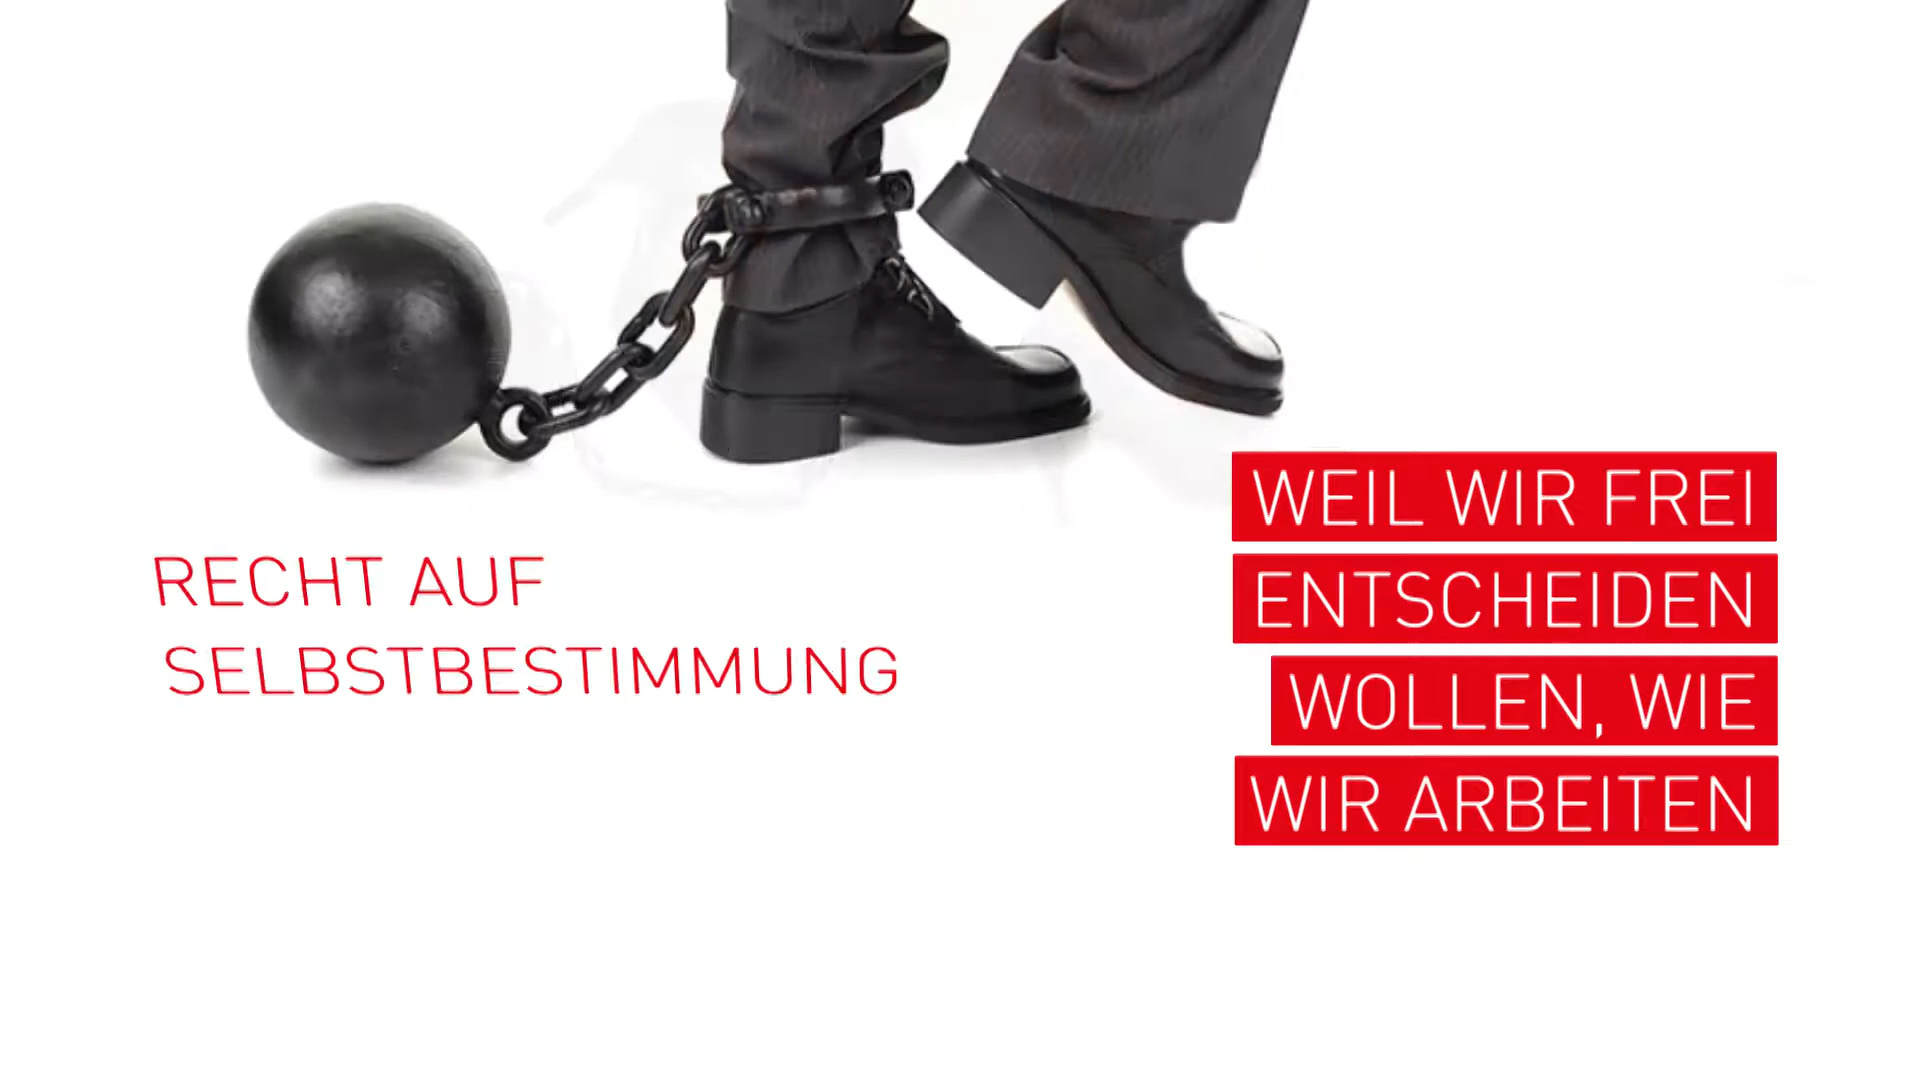 RECHT AUF
SELBSTBESTIMMUNG
WEIL WIR FREI
ENTSCHEIDEN
WOLLEN, WIE
WIR ARBEITEN